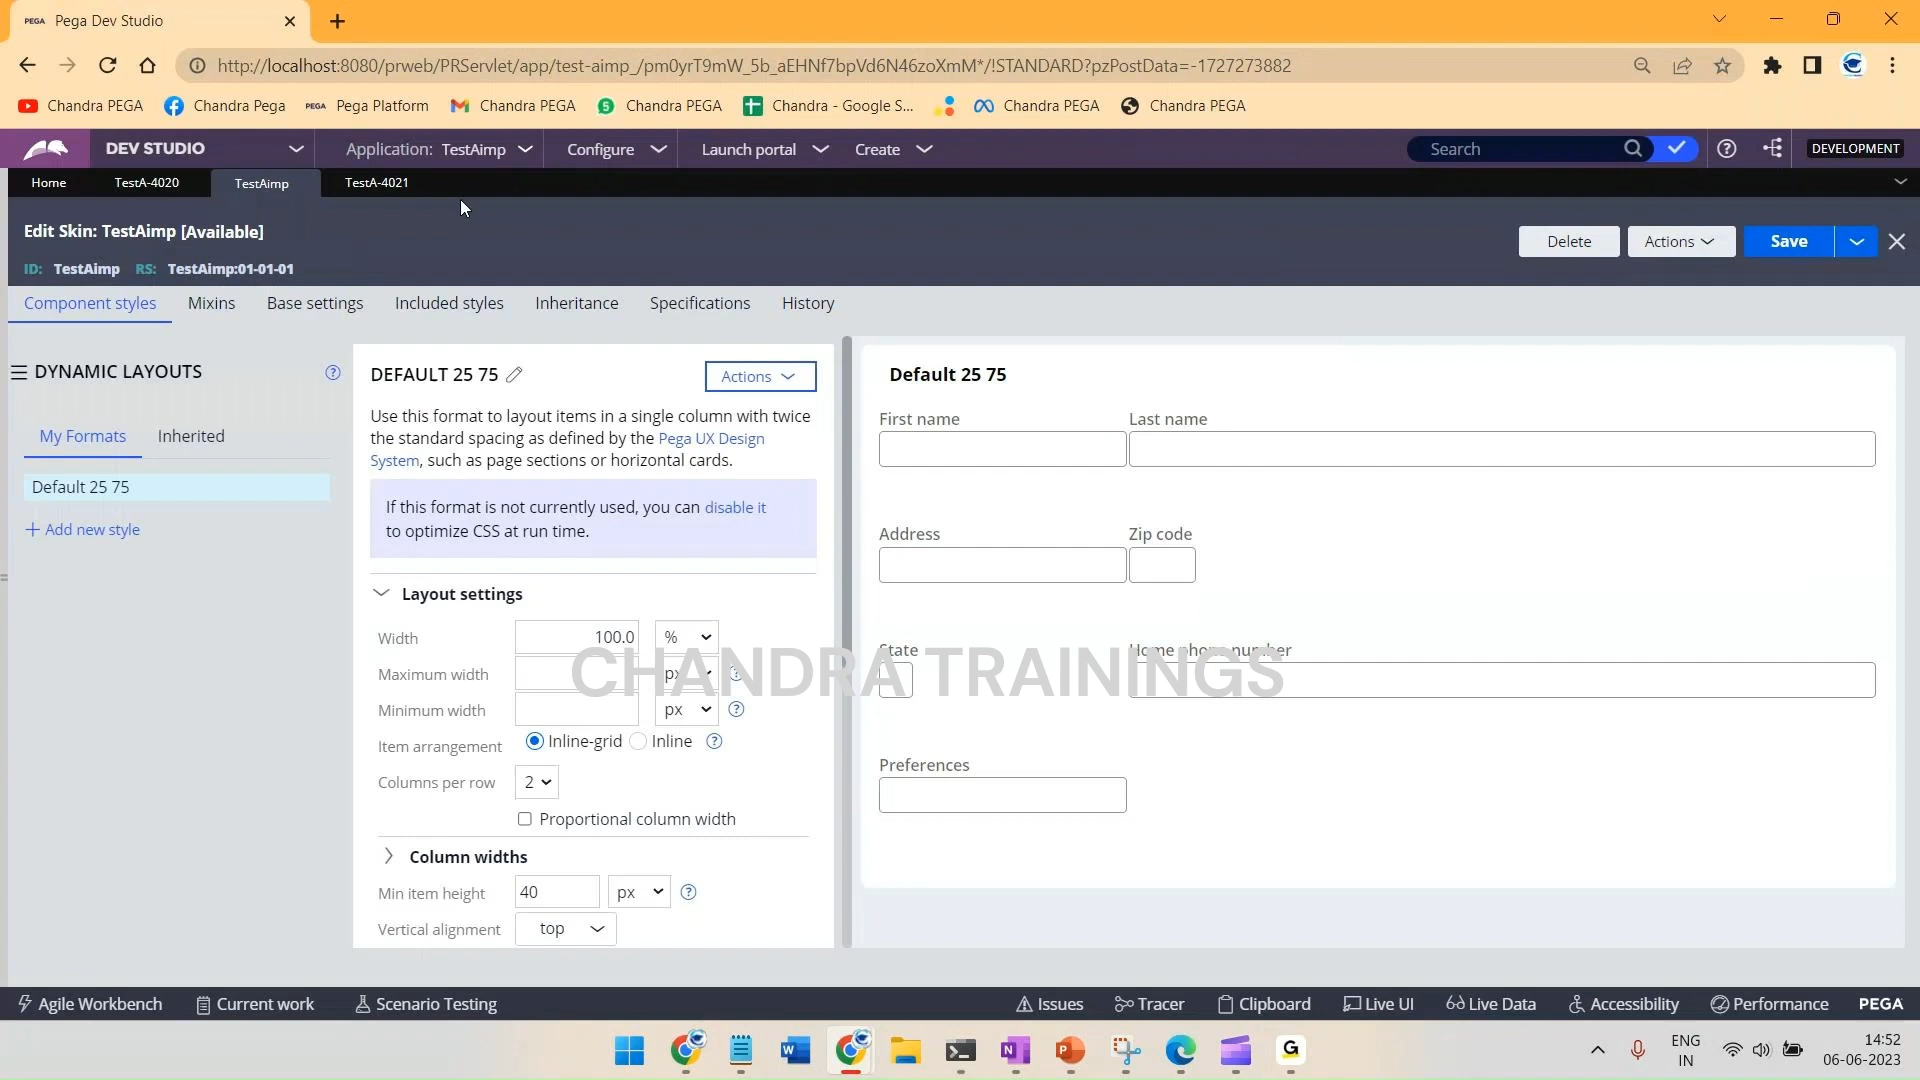 PEGA Pega Dev Studio
http://localhost:8080/prweb/PRServlet/app/test-aimp_/pm0yrT9mW_5b_aEHNf7bpVd6N46zoXmM*/!STANDARD?pzPostData=-1727273882
Chandra PEGA Chandra Pega PEGA Pega Platform Chandra PEGA Chandra PEGA Chandra - Google S... Chandra PEGA Chandra PEGA
DEV STUDIO Application: TestAimp Configure Launch portal Create Search DEVELOPMENT
Home TestA-4020 TestAimp TestA-4021
Edit Skin: TestAimp [Available]
Delete Actions Save
ID: TestAimp RS: TestAimp:01-01-01
Component styles Mixins Base settings Included styles Inheritance Specifications History
DYNAMIC LAYOUTS
My Formats Inherited
Default 25 75
+ Add new style
DEFAULT 25 75 Actions
Use this format to layout items in a single column with twice
the standard spacing as defined by the Pega UX Design
System, such as page sections or horizontal cards.
If this format is not currently used, you can disable it
to optimize CSS at run time.
Layout settings
Width 100.0 %
Maximum width px
Minimum width px
Item arrangement Inline-grid Inline
Columns per row 2
Proportional column width
Column widths
Min item height 40 px
Vertical alignment top
Default 25 75
First name Last name
Address Zip code
State Home phone number
Preferences
CHANDRA TRAININGS
Agile Workbench Current work Scenario Testing Issues Tracer Clipboard Live UI Live Data Accessibility Performance PEGA
ENG
IN
14:52
06-06-2023